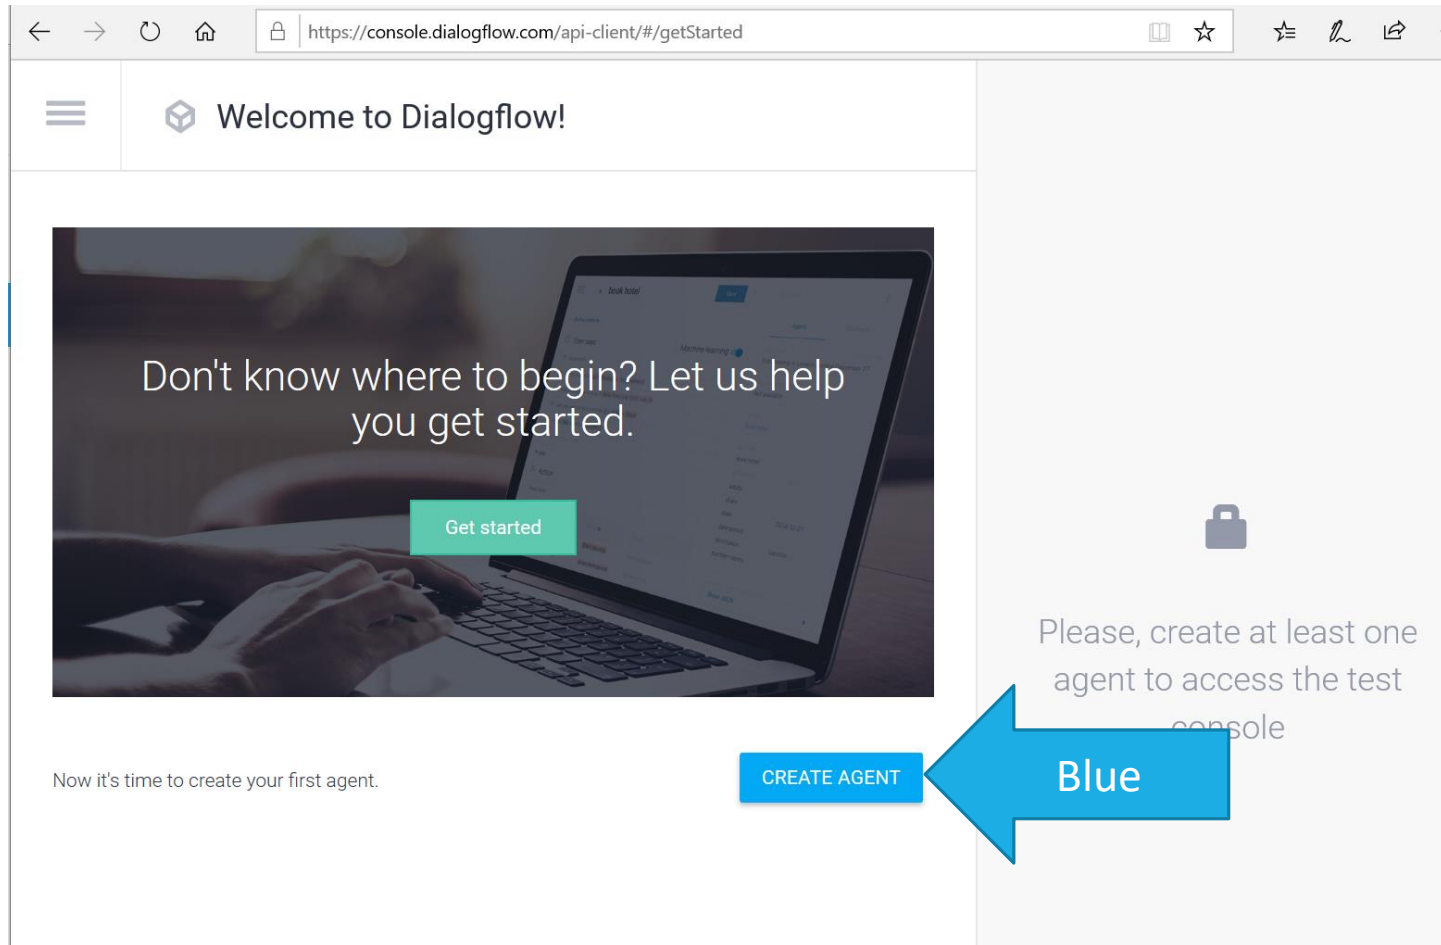 https://console.dialogflow.com/api-client/#/getStarted
Welcome to Dialogflow!
book hotel
Don't know where to begin? Let us help
you get started.
Get started
Please, create at least one
agent to access the test
console
Now it's time to create your first agent.
CREATE AGENT
Blue